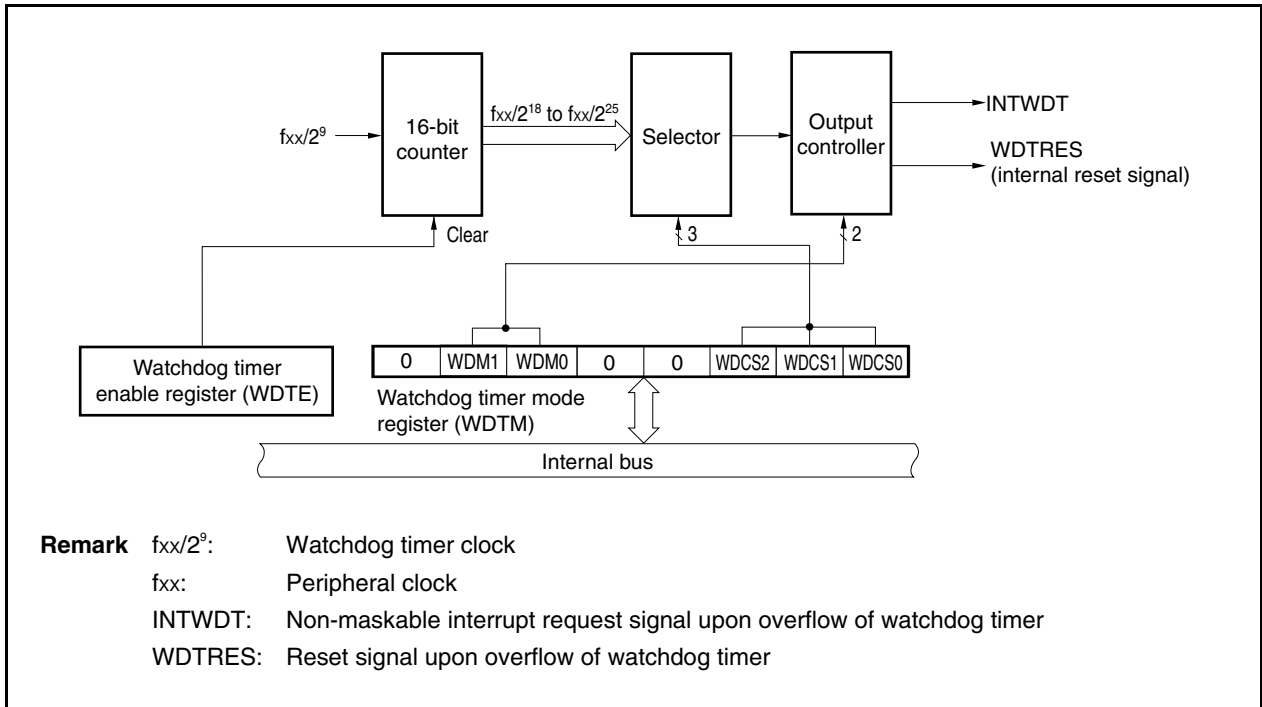 fxx/2⁹
16-bit
counter
fxx/2¹⁸ to fxx/2²⁵
Selector
Output
controller
INTWDT
WDTRES
(internal reset signal)
Clear
3
2
Watchdog timer
enable register (WDTE)
0 WDM1 WDM0 0 0 WDCS2 WDCS1 WDCS0
Watchdog timer mode
register (WDTM)
Internal bus
Remark fxx/2⁹: Watchdog timer clock
fxx: Peripheral clock
INTWDT: Non-maskable interrupt request signal upon overflow of watchdog timer
WDTRES: Reset signal upon overflow of watchdog timer